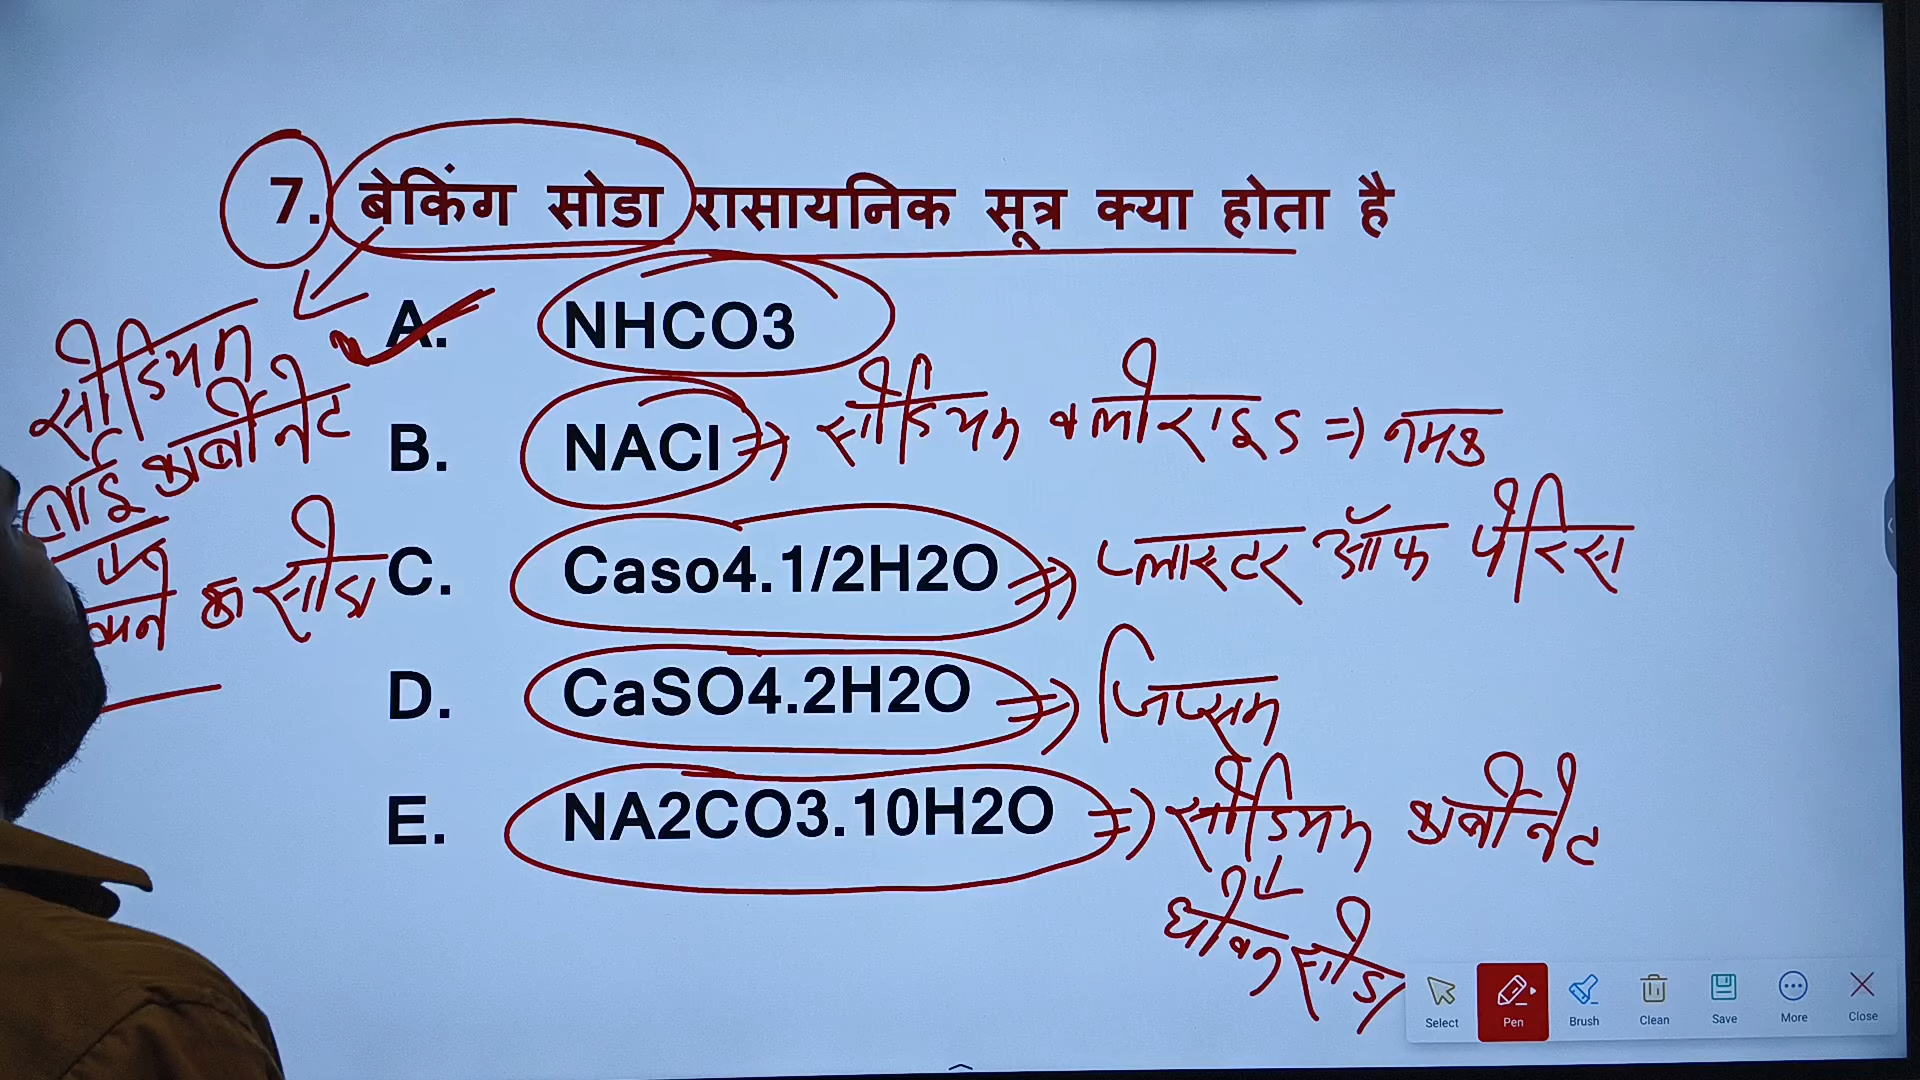 7. बेकिंग सोडा रासायनिक सूत्र क्या होता है
A. NHCO3
सोडियम
बाई कार्बोनेट
B. NACl => सोडियम क्लोराइड => नमक
का सोडा
C. Caso4.1/2H2O => प्लास्टर ऑफ पेरिस
D. CaSO4.2H2O => जिप्सम
E. NA2CO3.10H2O => सोडियम कार्बोनेट
धोवन सोडा
Select Pen Brush Clean Save More Close